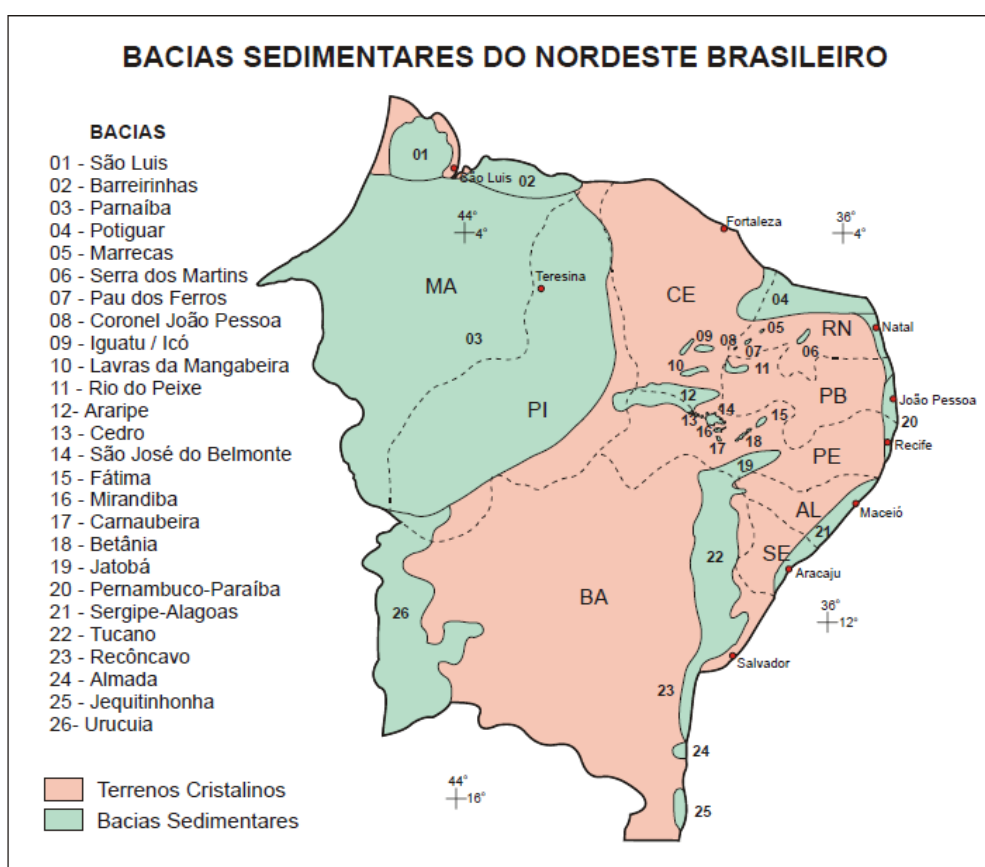 BACIAS SEDIMENTARES DO NORDESTE BRASILEIRO
BACIAS
01 - São Luis
02 - Barreirinhas
03 - Parnaíba
04 - Potiguar
05 - Marrecas
06 - Serra dos Martins
07 - Pau dos Ferros
08 - Coronel João Pessoa
09 - Iguatu / Icó
10 - Lavras da Mangabeira
11 - Rio do Peixe
12- Araripe
13 - Cedro
14 - São José do Belmonte
15 - Fátima
16 - Mirandiba
17 - Carnaubeira
18 - Betânia
19 - Jatobá
20 - Pernambuco-Paraíba
21 - Sergipe-Alagoas
22 - Tucano
23 - Recôncavo
24 - Almada
25 - Jequitinhonha
26- Urucuia
Terrenos Cristalinos
Bacias Sedimentares
01
São Luis
02
44°
4°
Fortaleza
36°
4°
Teresina
MA
CE
04
03
05
RN
Natal
09
08
07
06
10
11
PI
12
PB
João Pessoa
14
13
15
20
16
18
Recife
17
19
PE
AL
Maceió
21
22
SE
Aracaju
26
BA
36°
12°
Salvador
23
24
44°
16°
25